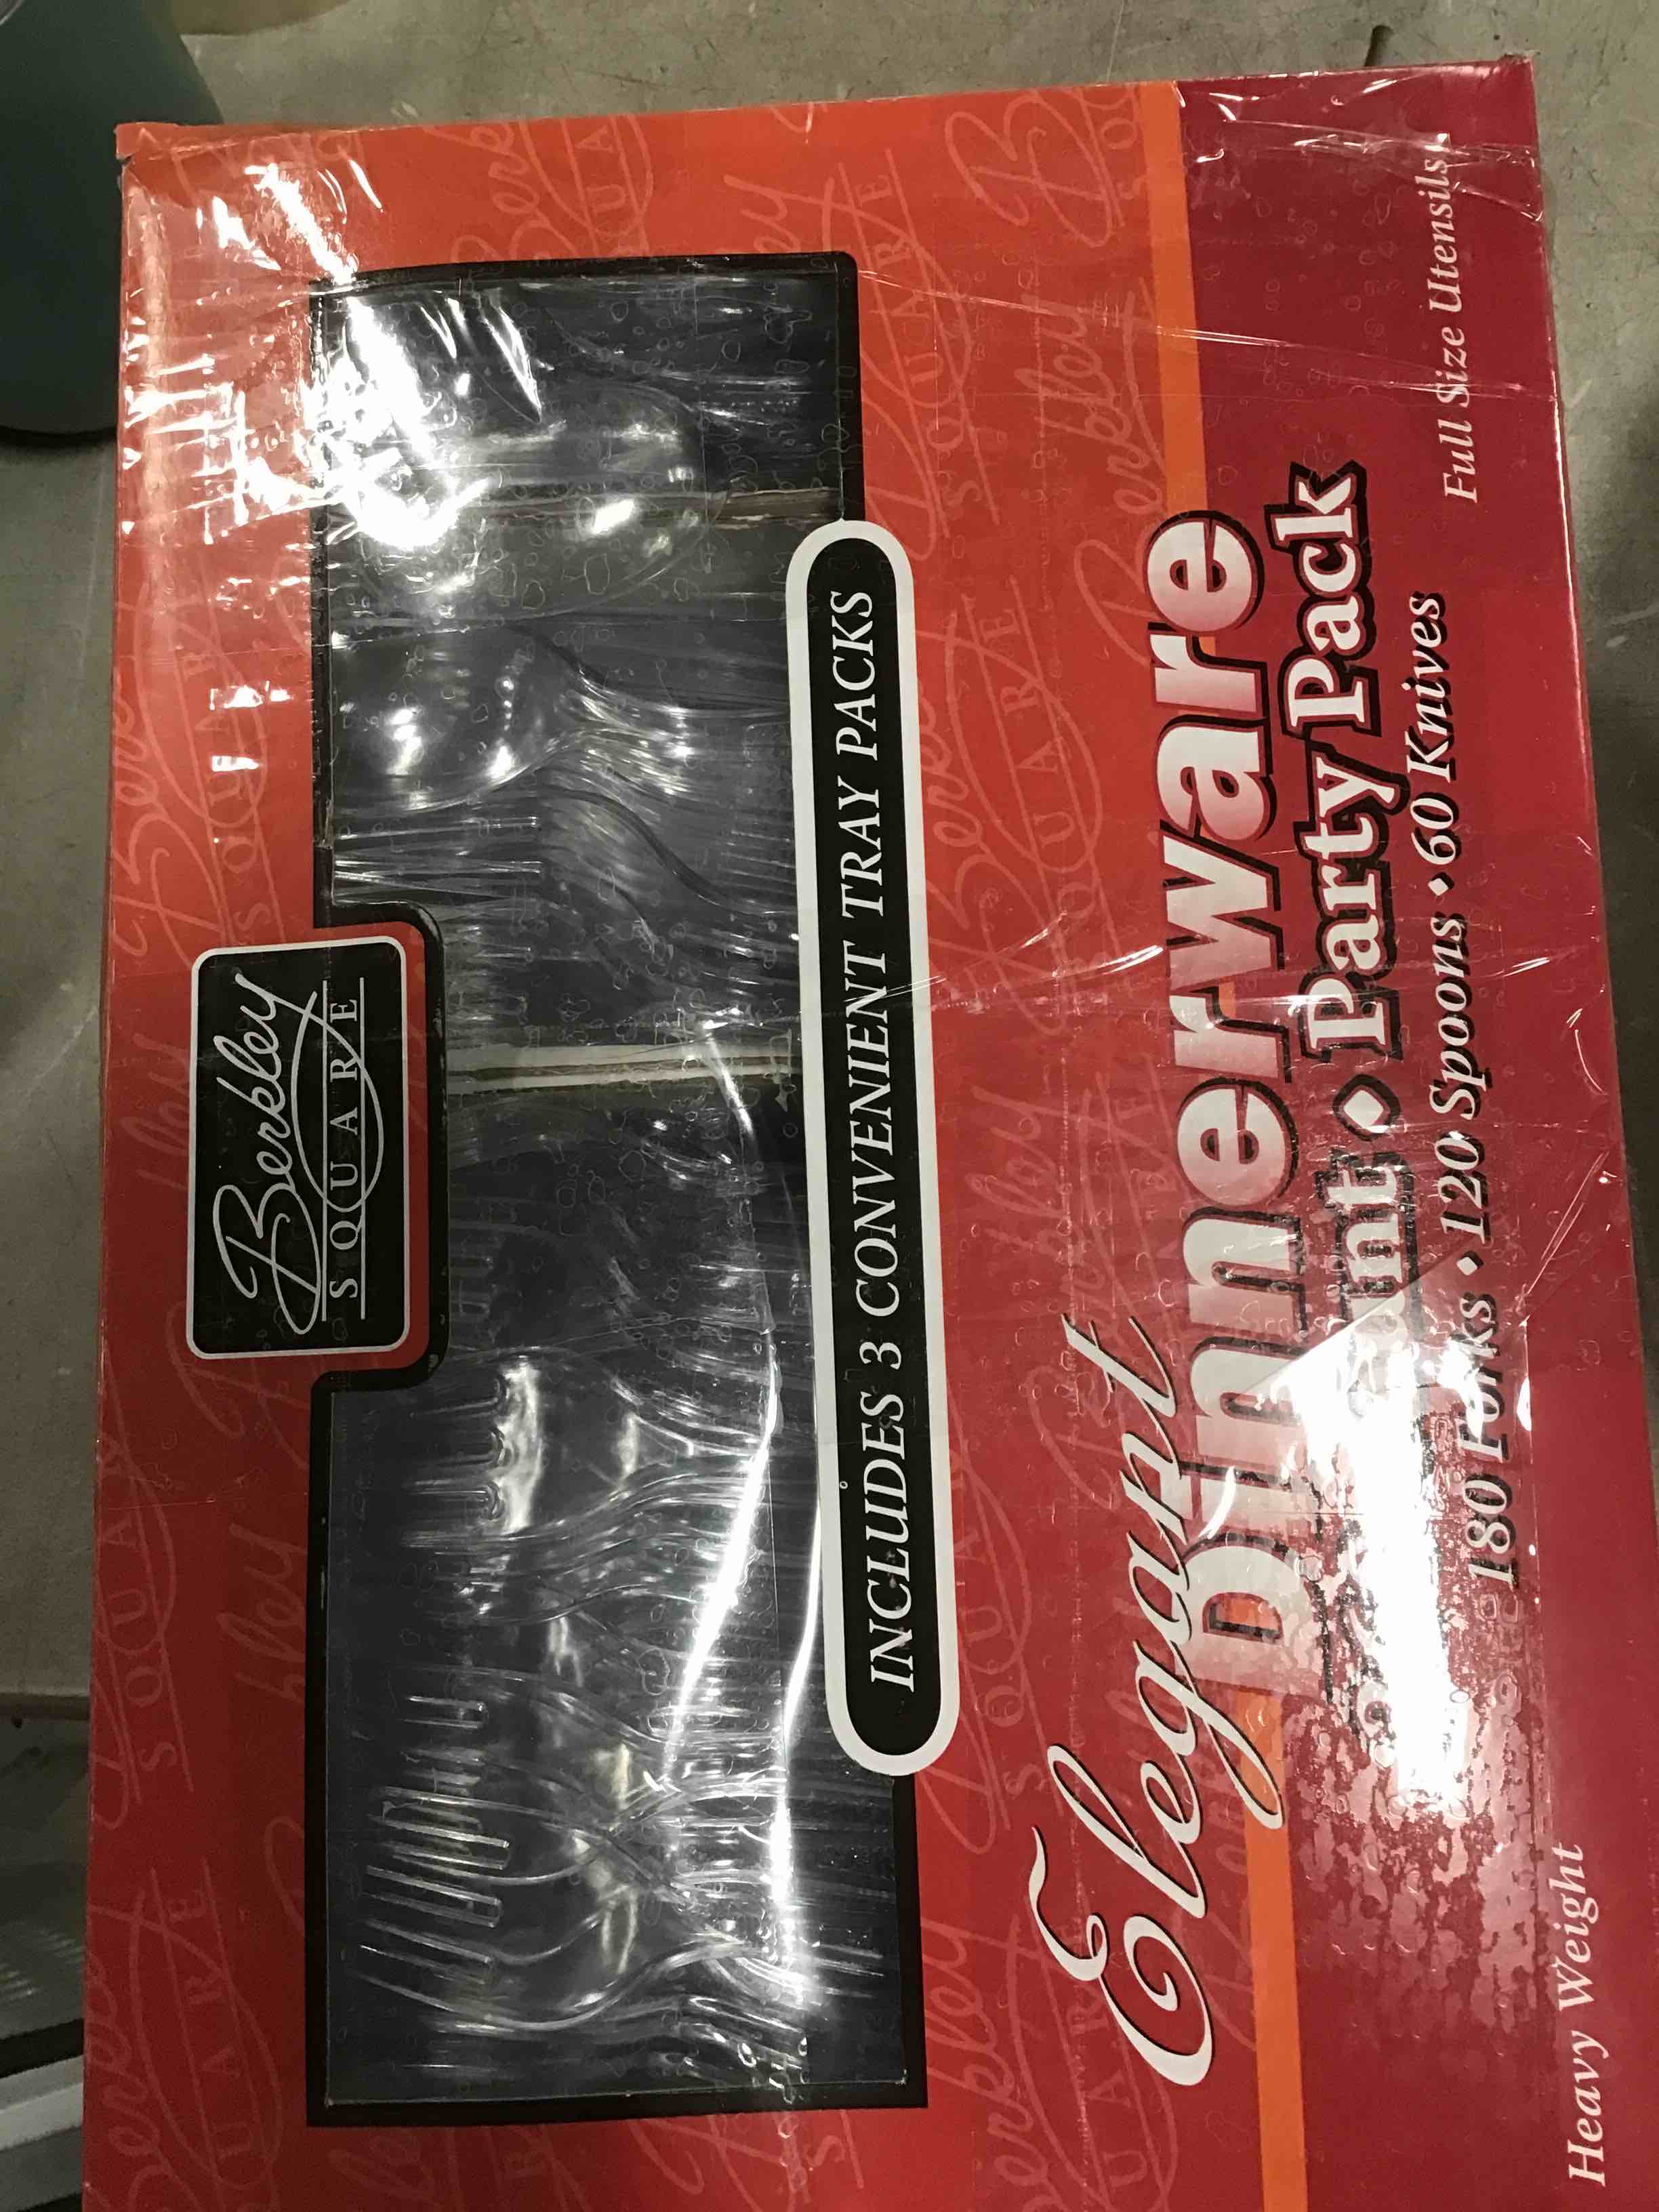 Berkley
SQUARE
INCLUDES 3 CONVENIENT TRAY PACKS
Elegant
Dinnerware
Party Pack
180 Forks • 120 Spoons • 60 Knives
Heavy Weight
Full Size Utensils